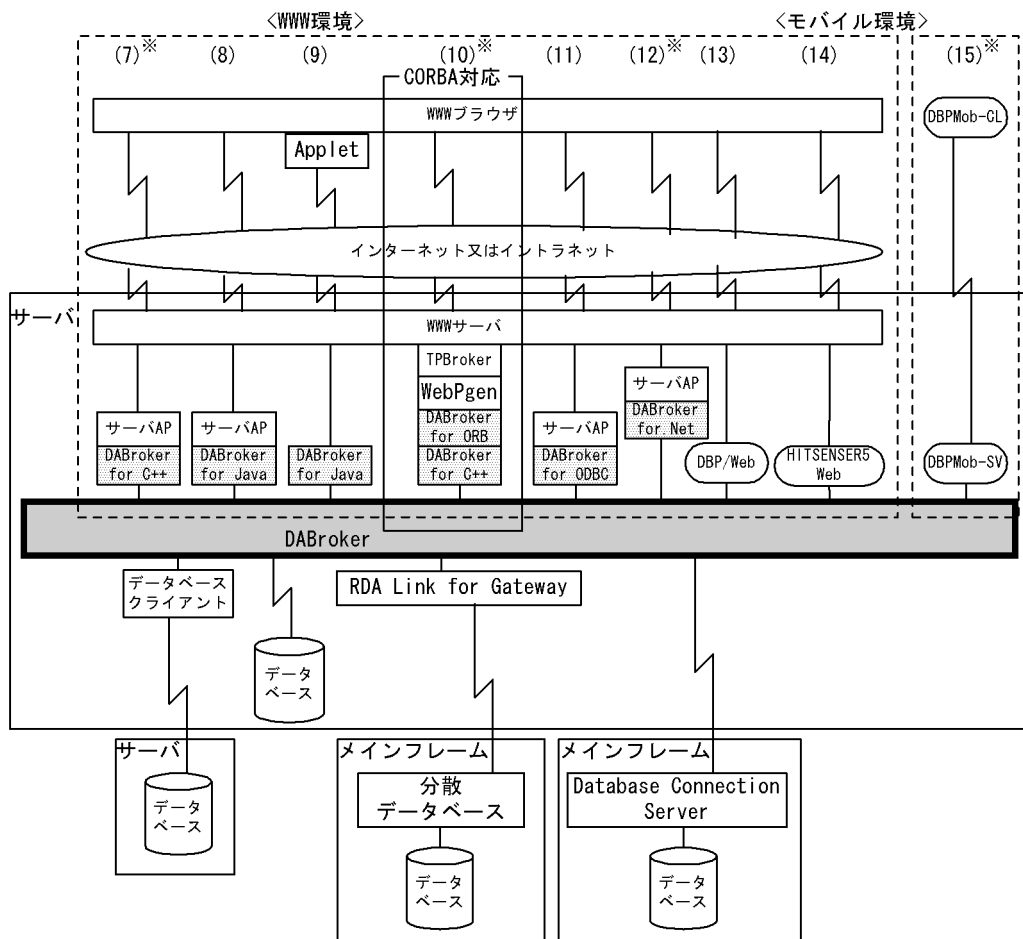 <WWW環境>
<モバイル環境>
(7)※
(8)
(9)
(10)※
(11)
(12)※
(13)
(14)
(15)※
CORBA対応
WWWブラウザ
DBPMob-CL
Applet
インターネット又はイントラネット
サーバ
WWWサーバ
TPBroker
WebPgen
DABroker
for ORB
DABroker
for C++
サーバAP
DABroker
for C++
サーバAP
DABroker
for Java
DABroker
for Java
サーバAP
DABroker
for ODBC
サーバAP
DABroker
for.Net
DBP/Web
HITSENSER5
Web
DBPMob-SV
DABroker
データベース
クライアント
RDA Link for Gateway
データ
ベース
サーバ
データ
ベース
メインフレーム
分散
データベース
データ
ベース
メインフレーム
Database Connection
Server
データ
ベース